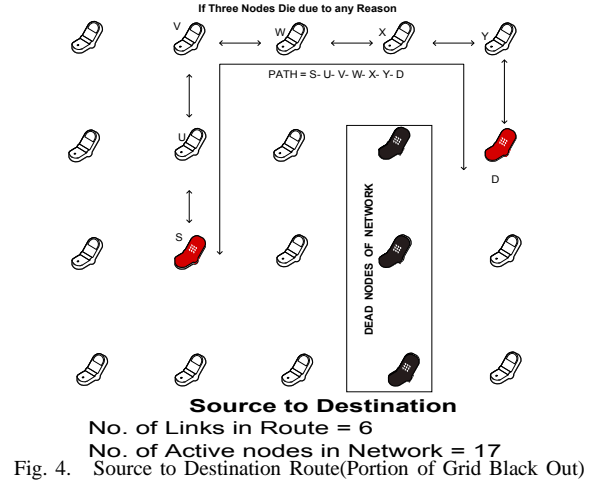 If Three Nodes Die due to any Reason
V
W
X
Y
PATH = S- U- V- W- X- Y- D
U
D
S
DEAD NODES OF NETWORK
Source to Destination
No. of Links in Route = 6
No. of Active nodes in Network = 17
Fig. 4. Source to Destination Route(Portion of Grid Black Out)